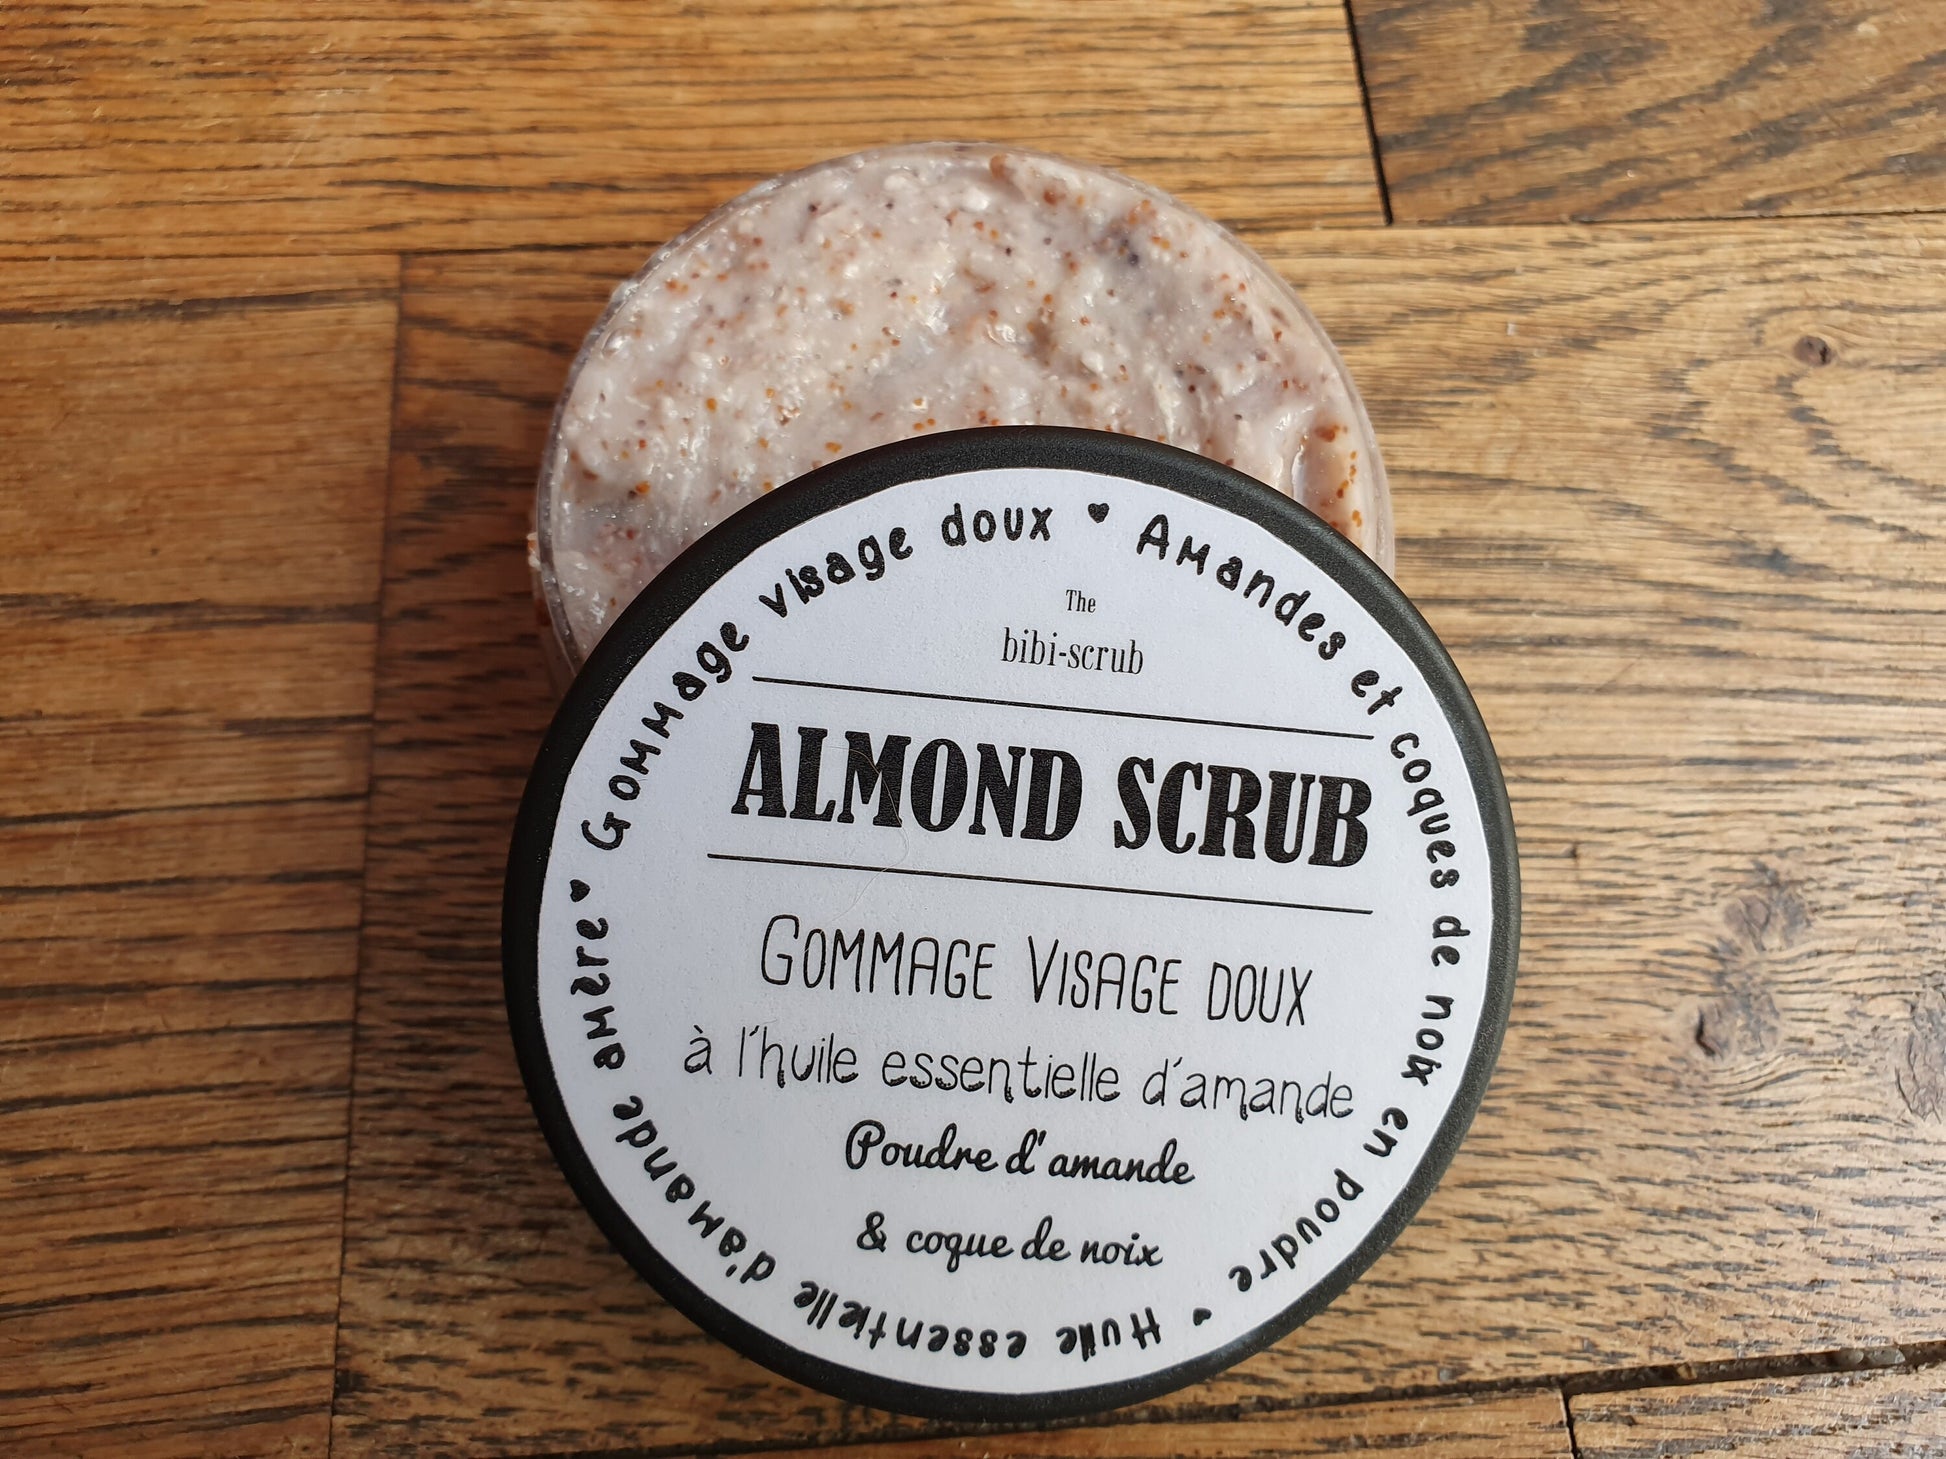 The
bibi-scrub
ALMOND SCRUB
GOMMAGE VISAGE DOUX
à l'huile essentielle d'amande
Poudre d'amande
& coque de noix
Gommage visage doux ♥ Amandes et coques de noix en poudre ♥ Huile essentielle d'amande amère ♥